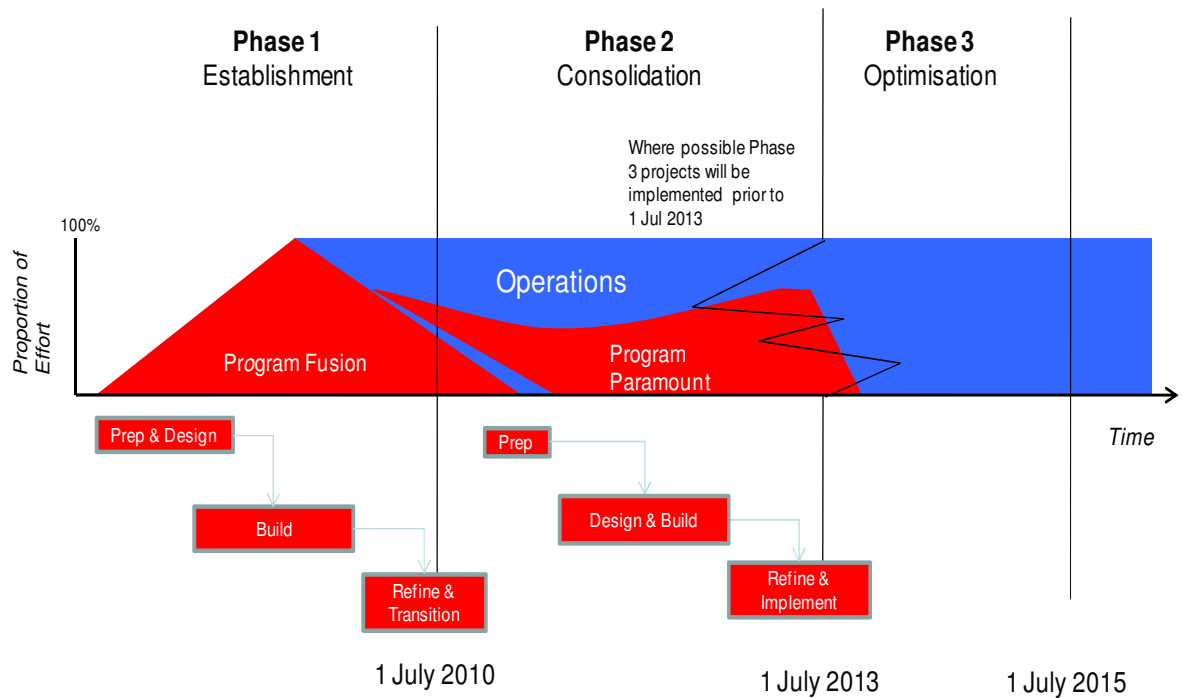 Phase 1
Establishment
Phase 2
Consolidation
Phase 3
Optimisation
Where possible Phase
3 projects will be
implemented prior to
1 Jul 2013
100%
Proportion of
Effort
Operations
Program Fusion
Program
Paramount
Time
Prep & Design
Build
Refine &
Transition
Prep
Design & Build
Refine &
Implement
1 July 2010
1 July 2013
1 July 2015